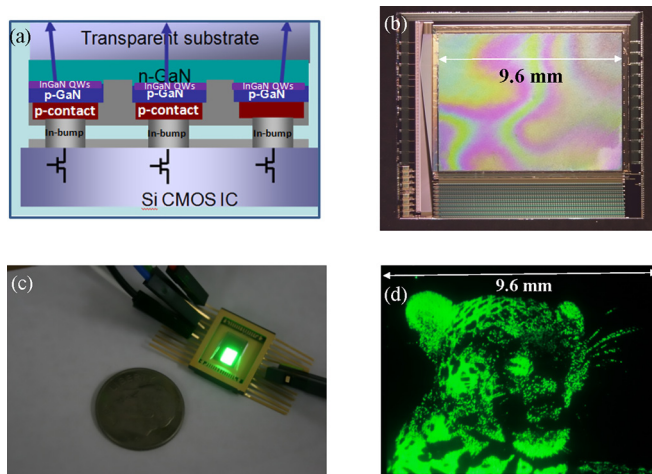 (a)
Transparent substrate
n-GaN
InGaN QWs InGaN QWs InGaN QWs
p-GaN p-GaN p-GaN
p-contact p-contact
In-bump In-bump In-bump
Si CMOS IC
(b)
9.6 mm
(c)
(d)
9.6 mm